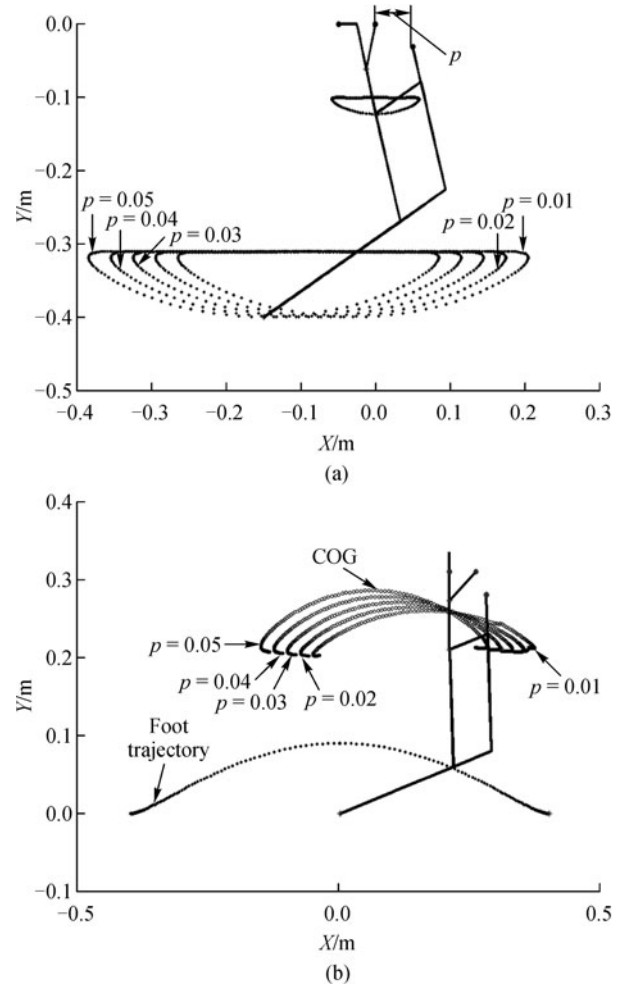 0.0
−0.1
−0.2
−0.3
−0.4
−0.5
Y/m
p
p = 0.05
p = 0.04
p = 0.03
p = 0.02
p = 0.01
−0.4 −0.3 −0.2 −0.1 0.0 0.1 0.2 0.3
X/m
(a)
0.4
0.3
0.2
0.1
0.0
−0.1
Y/m
COG
p = 0.05
p = 0.04
p = 0.03
p = 0.02
p = 0.01
Foot
trajectory
−0.5 0.0 0.5
X/m
(b)